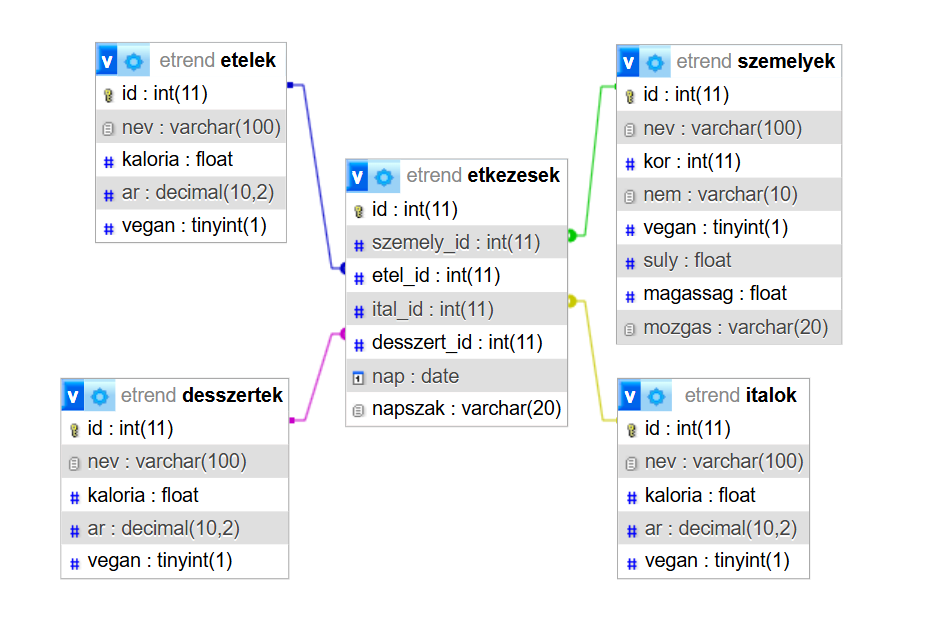 etrend etelek
id : int(11)
nev : varchar(100)
kaloria : float
ar : decimal(10,2)
vegan : tinyint(1)
etrend szemelyek
id : int(11)
nev : varchar(100)
kor : int(11)
nem : varchar(10)
vegan : tinyint(1)
suly : float
magassag : float
mozgas : varchar(20)
etrend etkezesek
id : int(11)
szemely_id : int(11)
etel_id : int(11)
ital_id : int(11)
desszert_id : int(11)
nap : date
napszak : varchar(20)
etrend desszertek
id : int(11)
nev : varchar(100)
kaloria : float
ar : decimal(10,2)
vegan : tinyint(1)
etrend italok
id : int(11)
nev : varchar(100)
kaloria : float
ar : decimal(10,2)
vegan : tinyint(1)